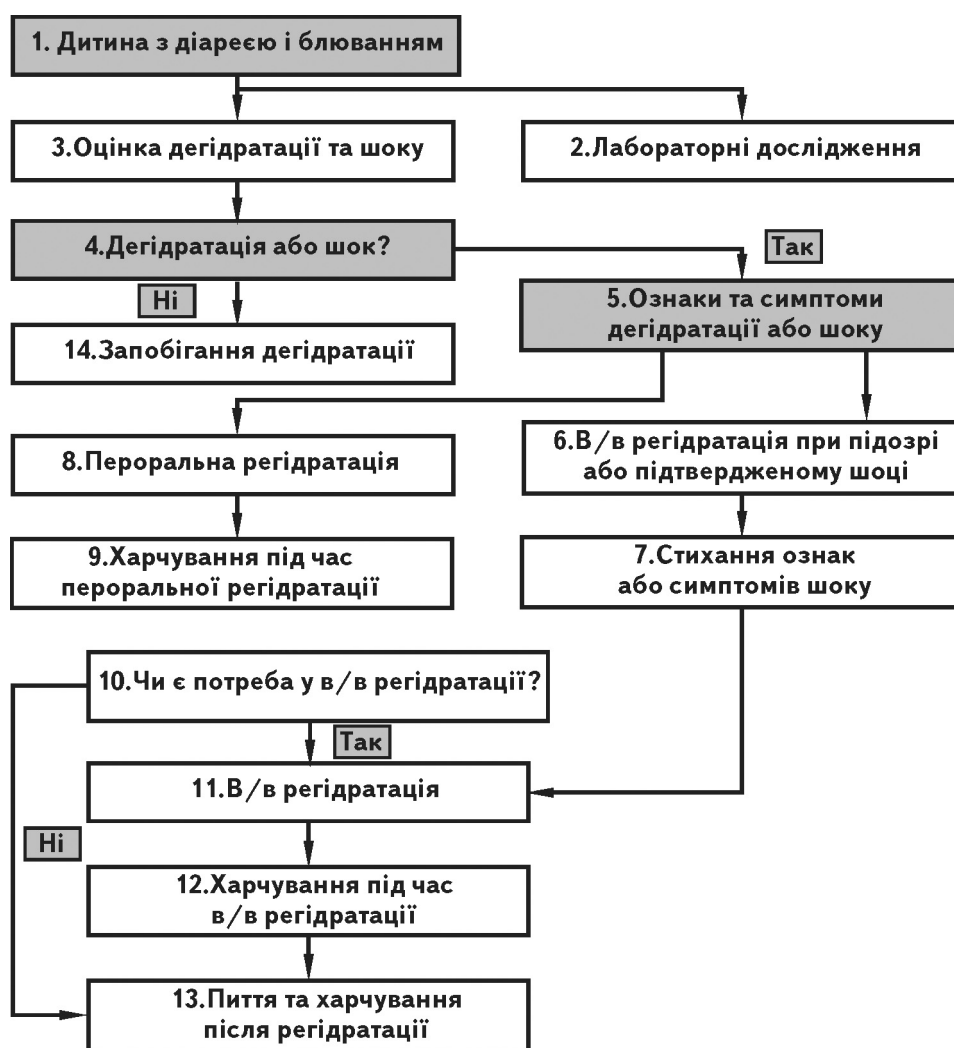 1. Дитина з діареєю і блюванням
3.Оцінка дегідратації та шоку
2.Лабораторні дослідження
4.Дегідратація або шок?
Так
Ні
5.Ознаки та симптоми
дегідратації або шоку
14.Запобігання дегідратації
8.Пероральна регідратація
6.В/в регідратація при підозрі
або підтвердженому шоці
9.Харчування під час
пероральної регідратації
7.Стихання ознак
або симптомів шоку
10.Чи є потреба у в/в регідратації?
Так
11.В/в регідратація
Ні
12.Харчування під час
в/в регідратації
13.Пиття та харчування
після регідратації